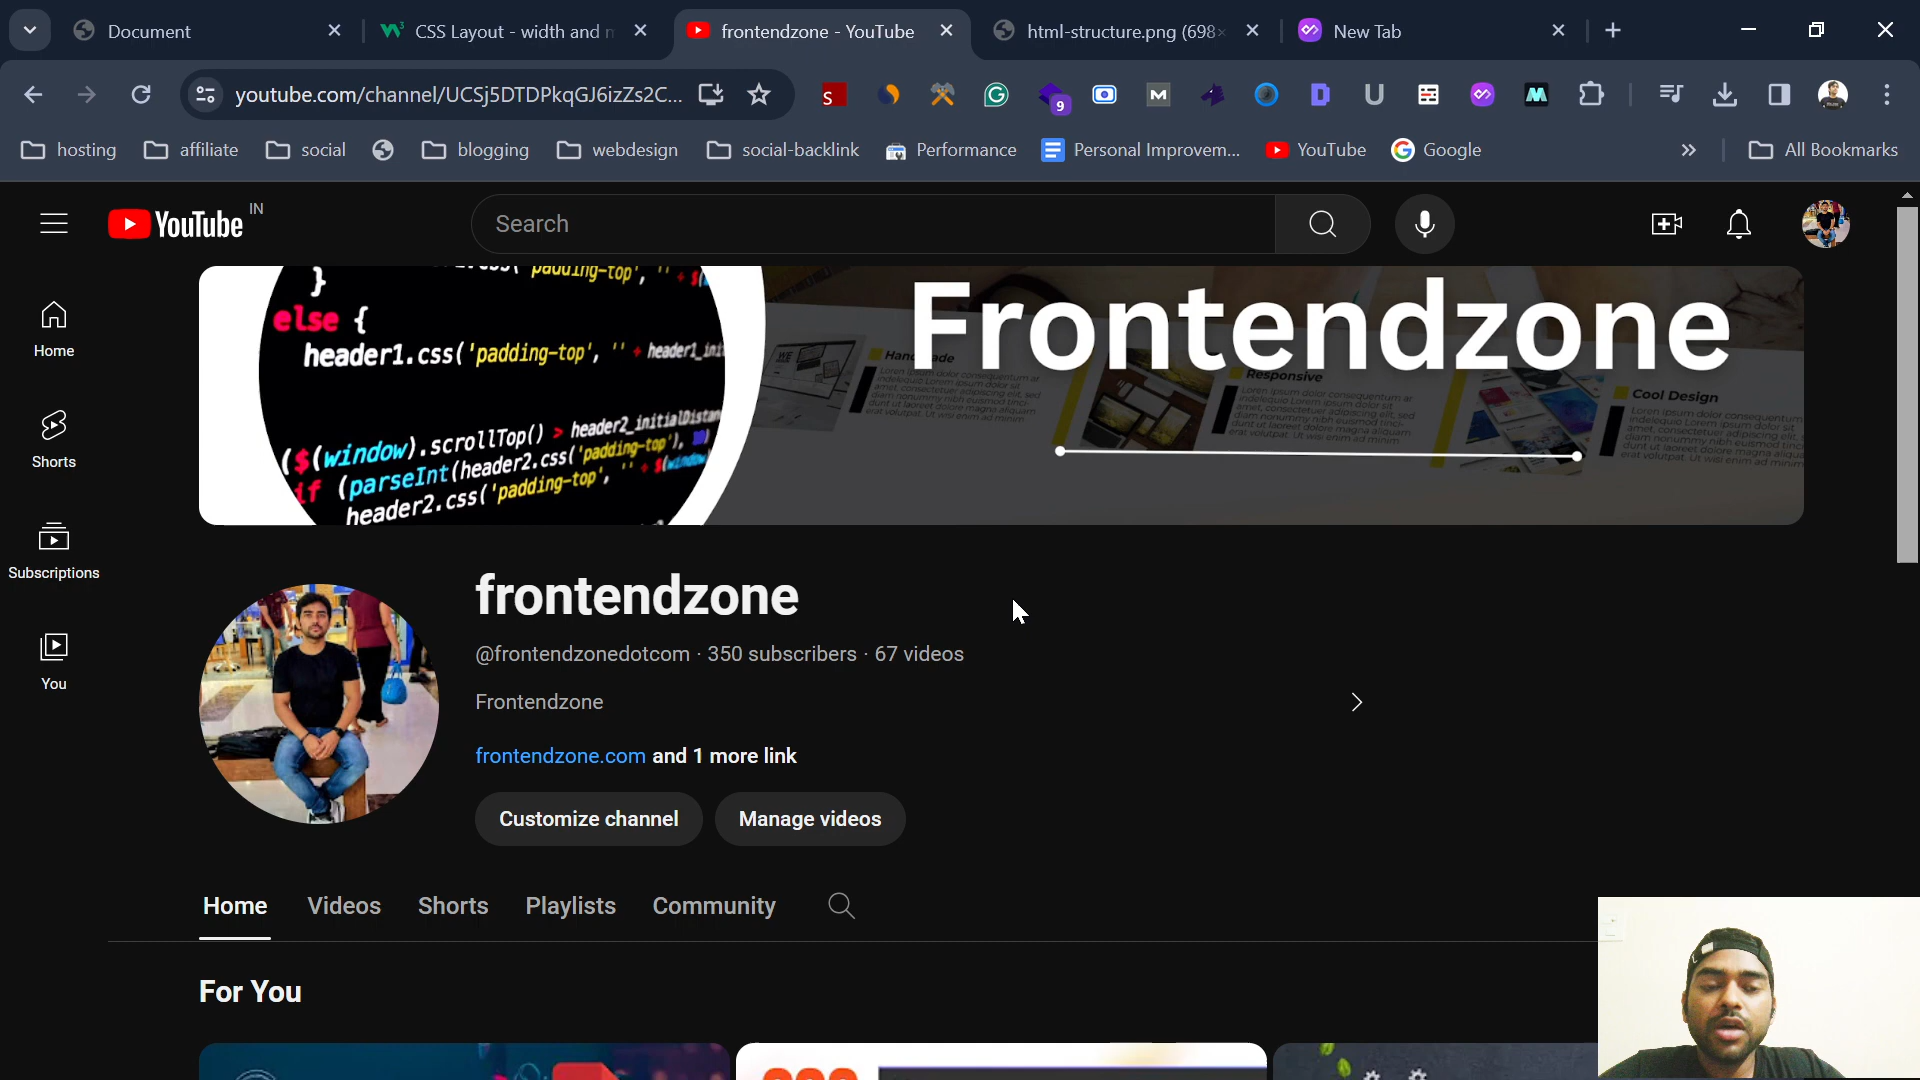 Document
CSS Layout - width and m
frontendzone - YouTube
html-structure.png (698×
New Tab
youtube.com/channel/UCSj5DTDPkqGJ6izZs2C...
9
hosting
affiliate
social
blogging
webdesign
social-backlink
Performance
Personal Improvem...
YouTube
Google
All Bookmarks
YouTube IN
Search
Home
Shorts
Subscriptions
You
}
else {
header1.css('padding-top', '' + header1_ini
($(window).scrollTop() > header2_initialDistan
if (parseInt(header2.css('padding-top'),
header2.css('padding-top', '' + $(window
Frontendzone
Responsive
Cool Design
frontendzone
@frontendzonedotcom · 350 subscribers · 67 videos
Frontendzone
frontendzone.com and 1 more link
Customize channel
Manage videos
Home
Videos
Shorts
Playlists
Community
For You